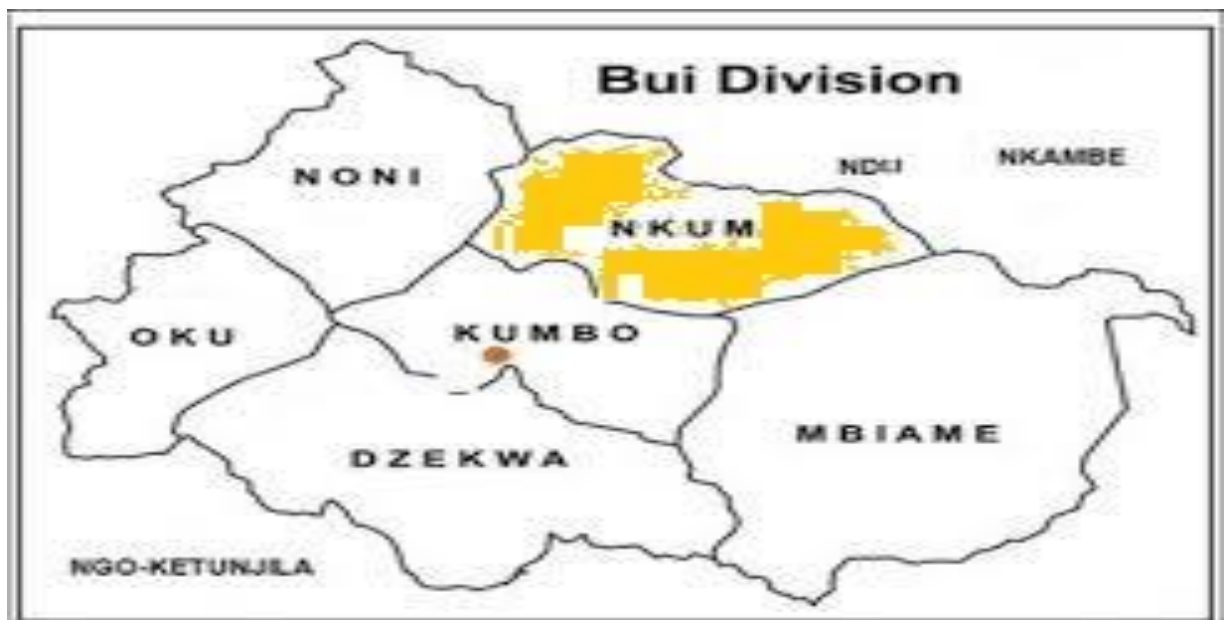 Bui Division
NDU NKAMBE
NONI
NKUM
OKU KUMBO
MBIAME
DZEKWA
NGO-KETUNJILA